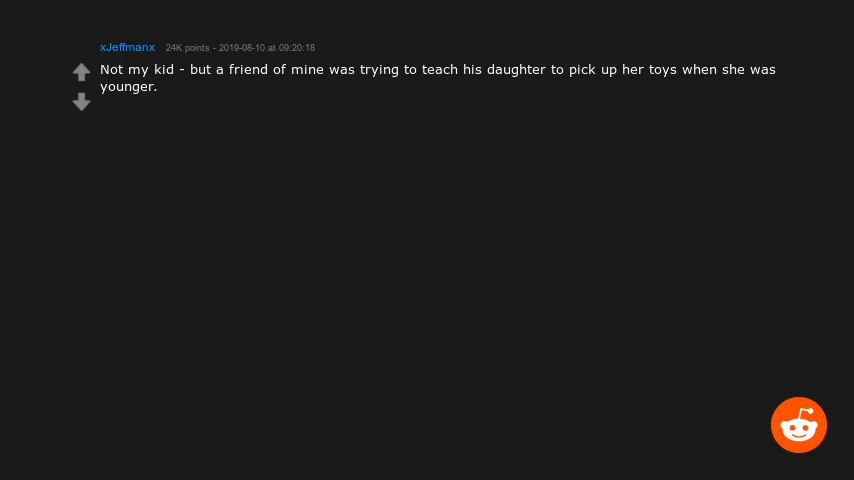 xJeffmanx 24K points - 2019-08-10 at 09:20:18
Not my kid - but a friend of mine was trying to teach his daughter to pick up her toys when she was
younger.